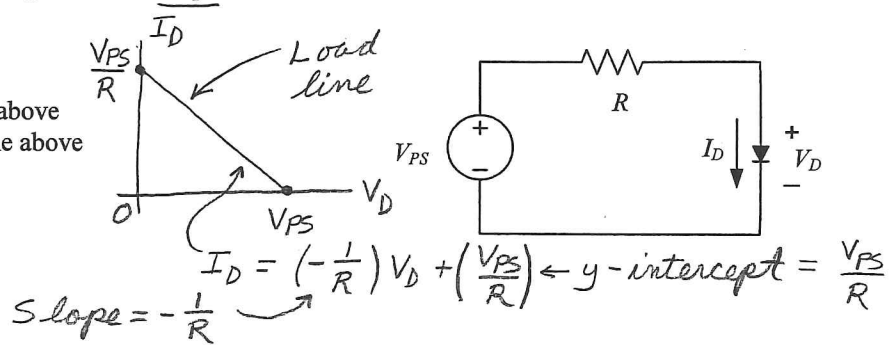 I_D
V_PS/R
Load line
above
e above
0
V_PS
V_D
V_PS
+
−
R
I_D
+
V_D
−
I_D = (-1/R) V_D + (V_PS/R) ← y-intercept = V_PS/R
Slope = -1/R